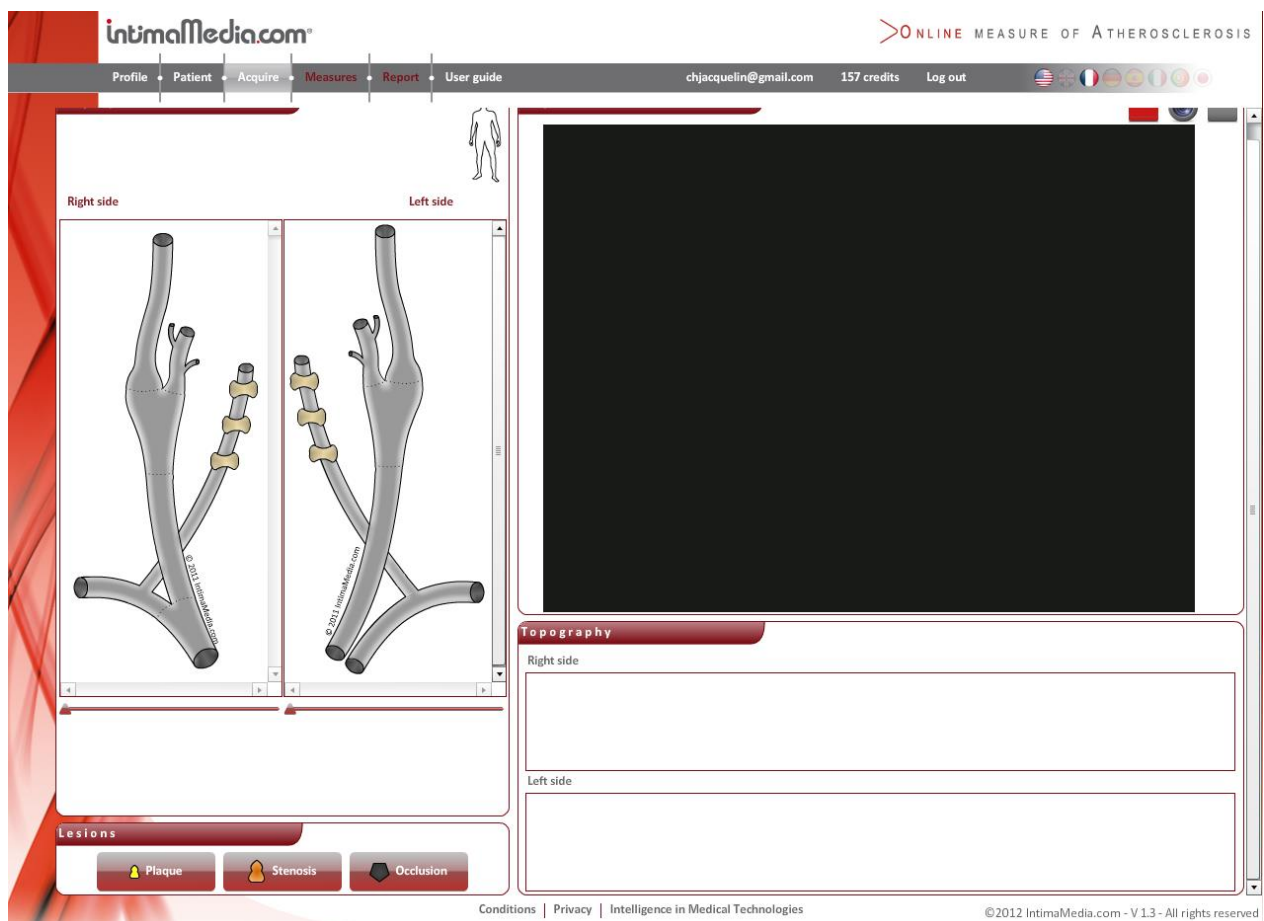 intimaMedia.com®
>ONLINE MEASURE OF ATHEROSCLEROSIS
Profile Patient Acquire Measures Report User guide chjacquelin@gmail.com 157 credits Log out
Right side Left side
© 2011 IntimaMedia.com
© 2011 IntimaMedia.com
Topography
Right side
Left side
Lesions
Plaque Stenosis Occlusion
Conditions | Privacy | Intelligence in Medical Technologies
©2012 IntimaMedia.com - V 1.3 - All rights reserved